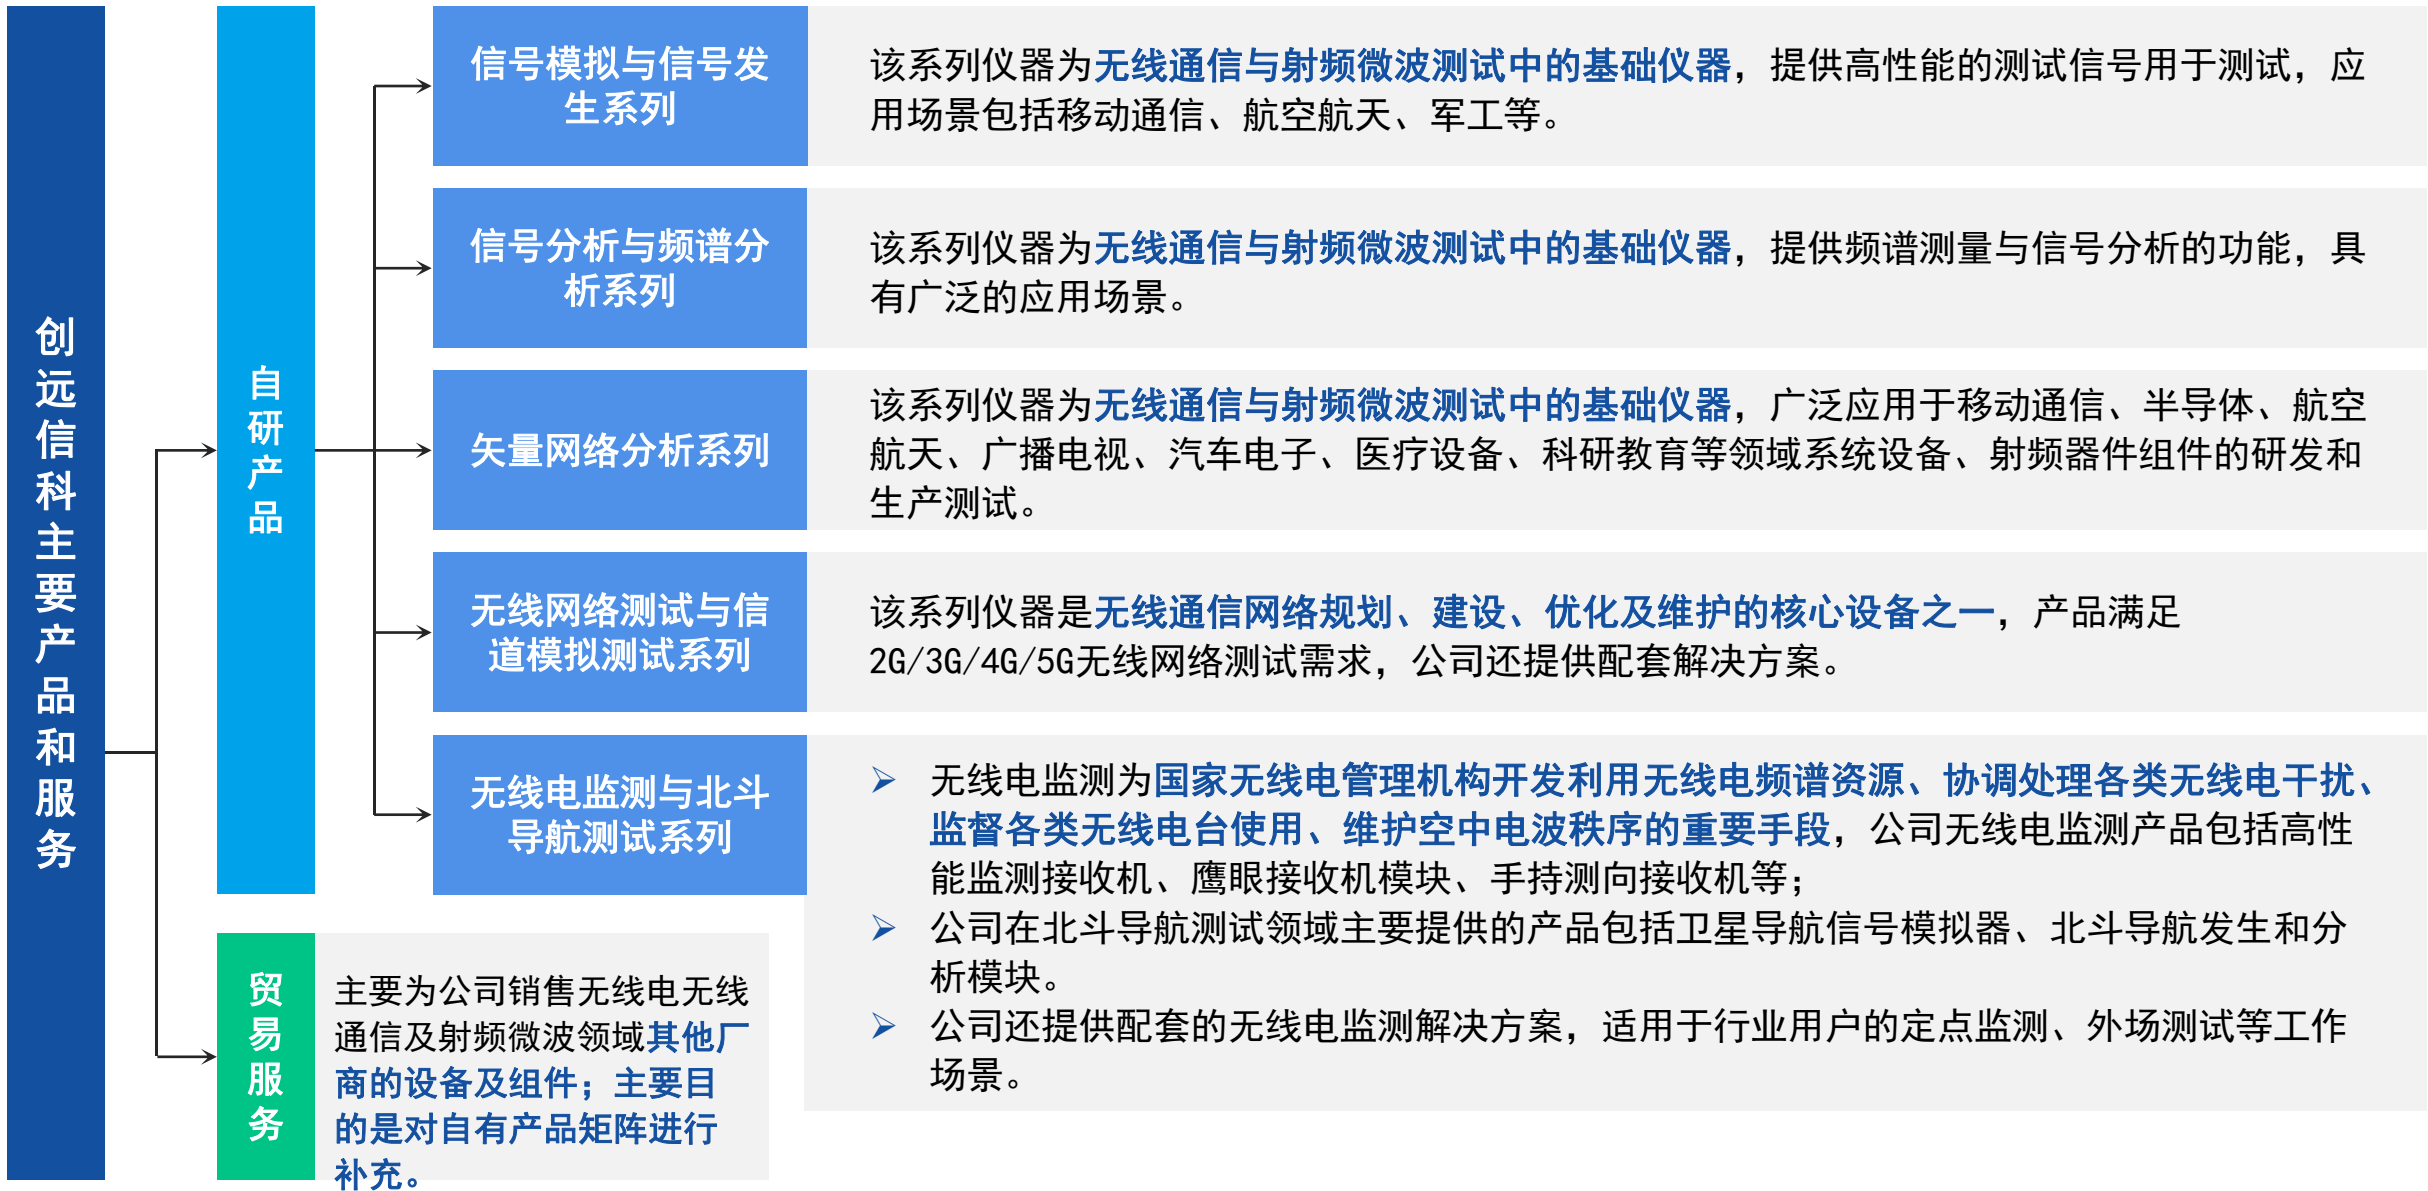 创远信科主要产品和服务
自研产品
信号模拟与信号发
生系列
该系列仪器为无线通信与射频微波测试中的基础仪器，提供高性能的测试信号用于测试，应
用场景包括移动通信、航空航天、军工等。
信号分析与频谱分
析系列
该系列仪器为无线通信与射频微波测试中的基础仪器，提供频谱测量与信号分析的功能，具
有广泛的应用场景。
矢量网络分析系列
该系列仪器为无线通信与射频微波测试中的基础仪器，广泛应用于移动通信、半导体、航空
航天、广播电视、汽车电子、医疗设备、科研教育等领域系统设备、射频器件组件的研发和
生产测试。
无线网络测试与信
道模拟测试系列
该系列仪器是无线通信网络规划、建设、优化及维护的核心设备之一，产品满足
2G/3G/4G/5G无线网络测试需求，公司还提供配套解决方案。
无线电监测与北斗
导航测试系列
➢ 无线电监测为国家无线电管理机构开发利用无线电频谱资源、协调处理各类无线电干扰、
监督各类无线电台使用、维护空中电波秩序的重要手段，公司无线电监测产品包括高性
能监测接收机、鹰眼接收机模块、手持测向接收机等；
➢ 公司在北斗导航测试领域主要提供的产品包括卫星导航信号模拟器、北斗导航发生和分
析模块。
➢ 公司还提供配套的无线电监测解决方案，适用于行业用户的定点监测、外场测试等工作
场景。
贸易服务
主要为公司销售无线电无线
通信及射频微波领域其他厂
商的设备及组件；主要目
的是对自有产品矩阵进行
补充。